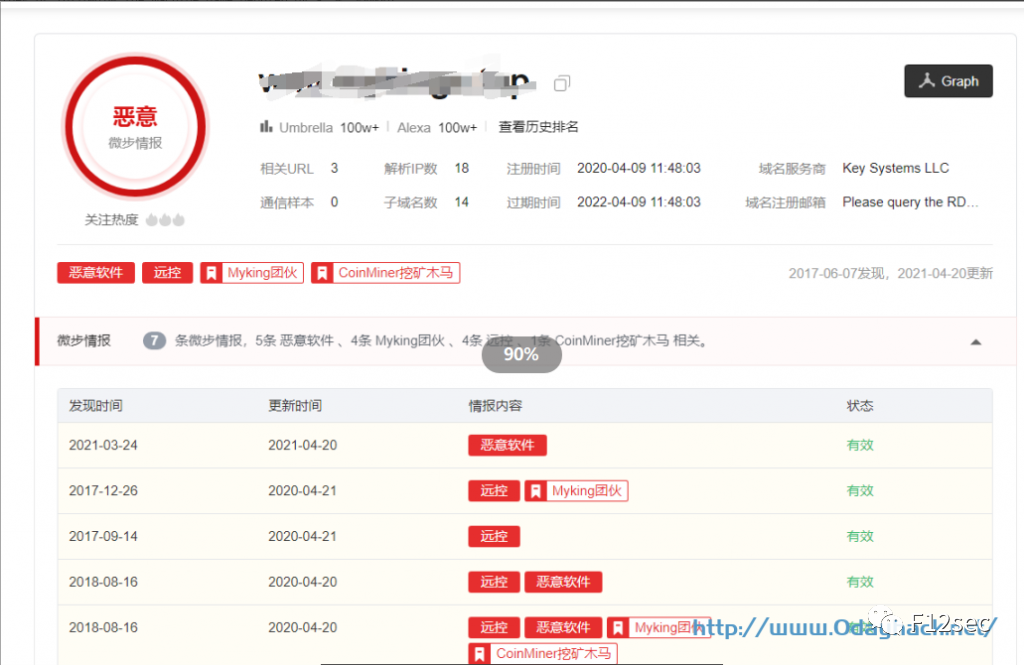 恶意
微步情报
关注热度
Graph
Umbrella 100w+ Alexa 100w+ 查看历史排名
相关URL 3 解析IP数 18 注册时间 2020-04-09 11:48:03 域名服务商 Key Systems LLC
通信样本 0 子域名数 14 过期时间 2022-04-09 11:48:03 域名注册邮箱 Please query the RD...
恶意软件 远控 Myking团伙 CoinMiner挖矿木马 2017-06-07发现，2021-04-20更新
微步情报 7 条微步情报，5条 恶意软件 、4条 Myking团伙 、4条 远控 、1条 CoinMiner挖矿木马 相关。
90%
发现时间 更新时间 情报内容 状态
2021-03-24 2021-04-20 恶意软件 有效
2017-12-26 2020-04-21 远控 Myking团伙 有效
2017-09-14 2020-04-21 远控 有效
2018-08-16 2020-04-20 远控 恶意软件 有效
2018-08-16 2020-04-20 远控 恶意软件 Myking团伙 有效
CoinMiner挖矿木马
F12sec